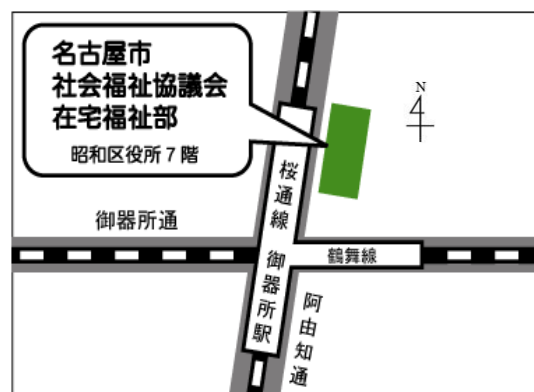 名古屋市
社会福祉協議会
在宅福祉部
昭和区役所7階
N
御器所通
桜通線 御器所駅
鶴舞線
阿由知通